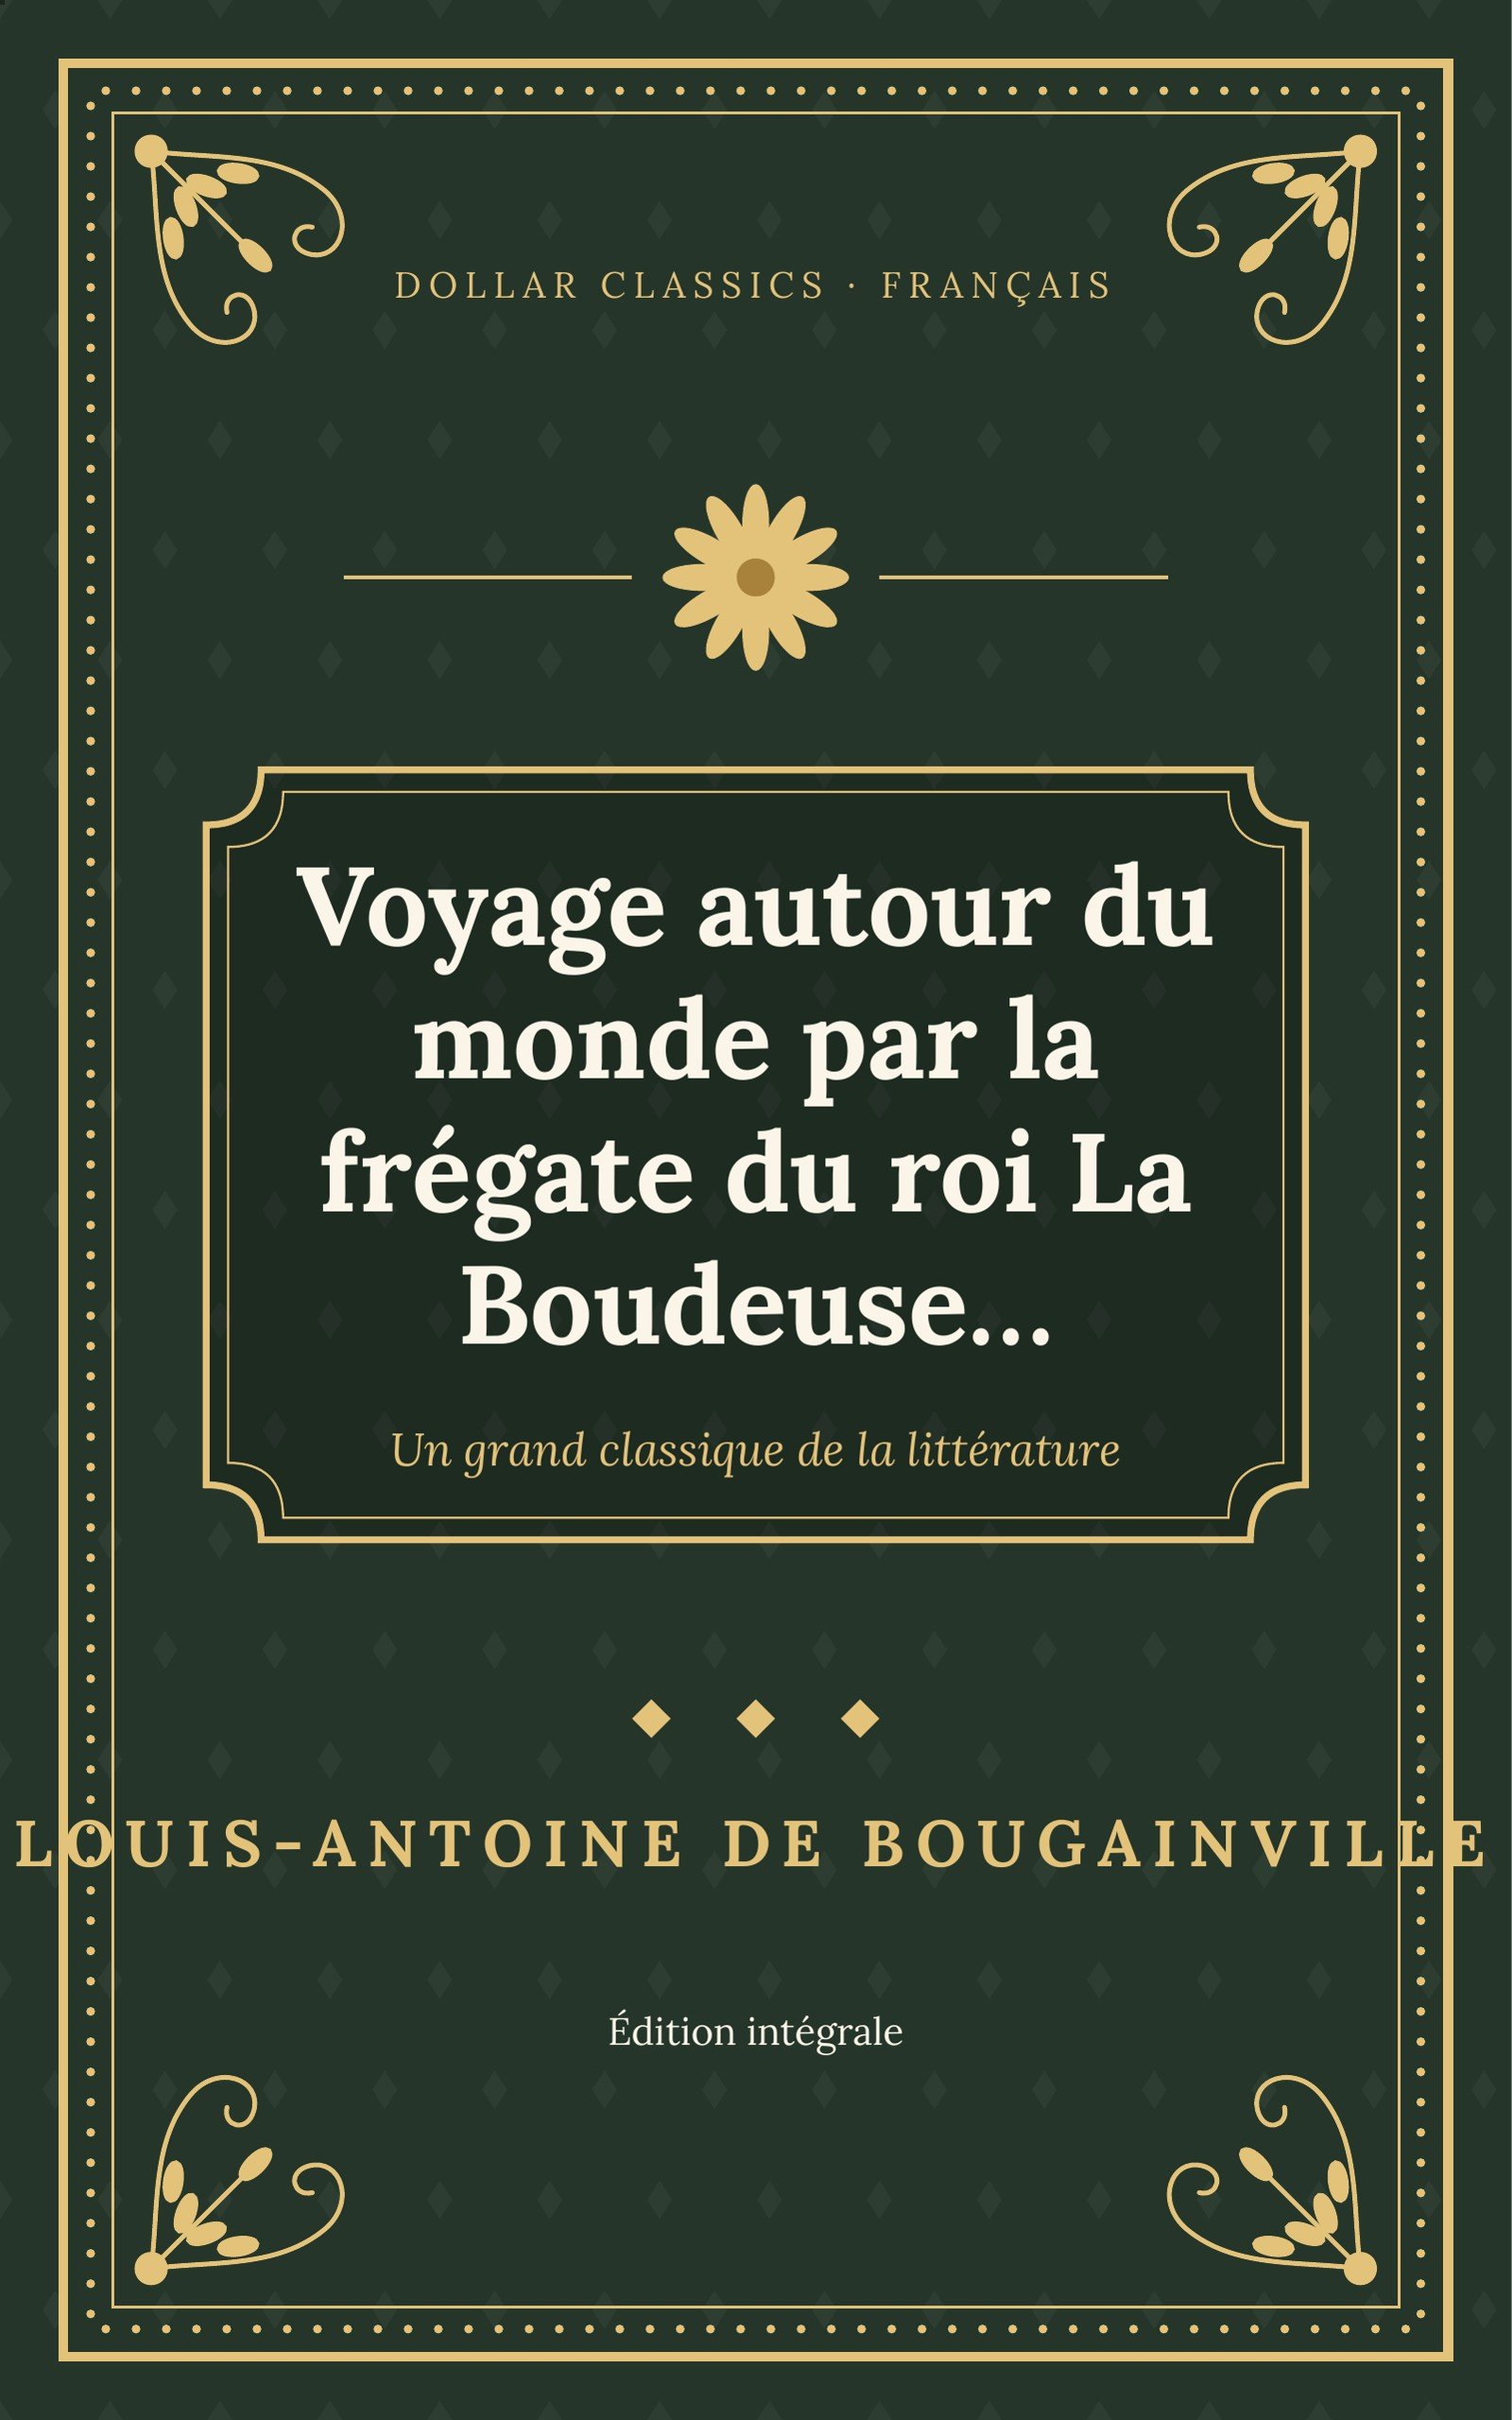 DOLLAR CLASSICS · FRANÇAIS
Voyage autour du
monde par la
frégate du roi La
Boudeuse...
Un grand classique de la littérature
LOUIS-ANTOINE DE BOUGAINVILLE
Édition intégrale